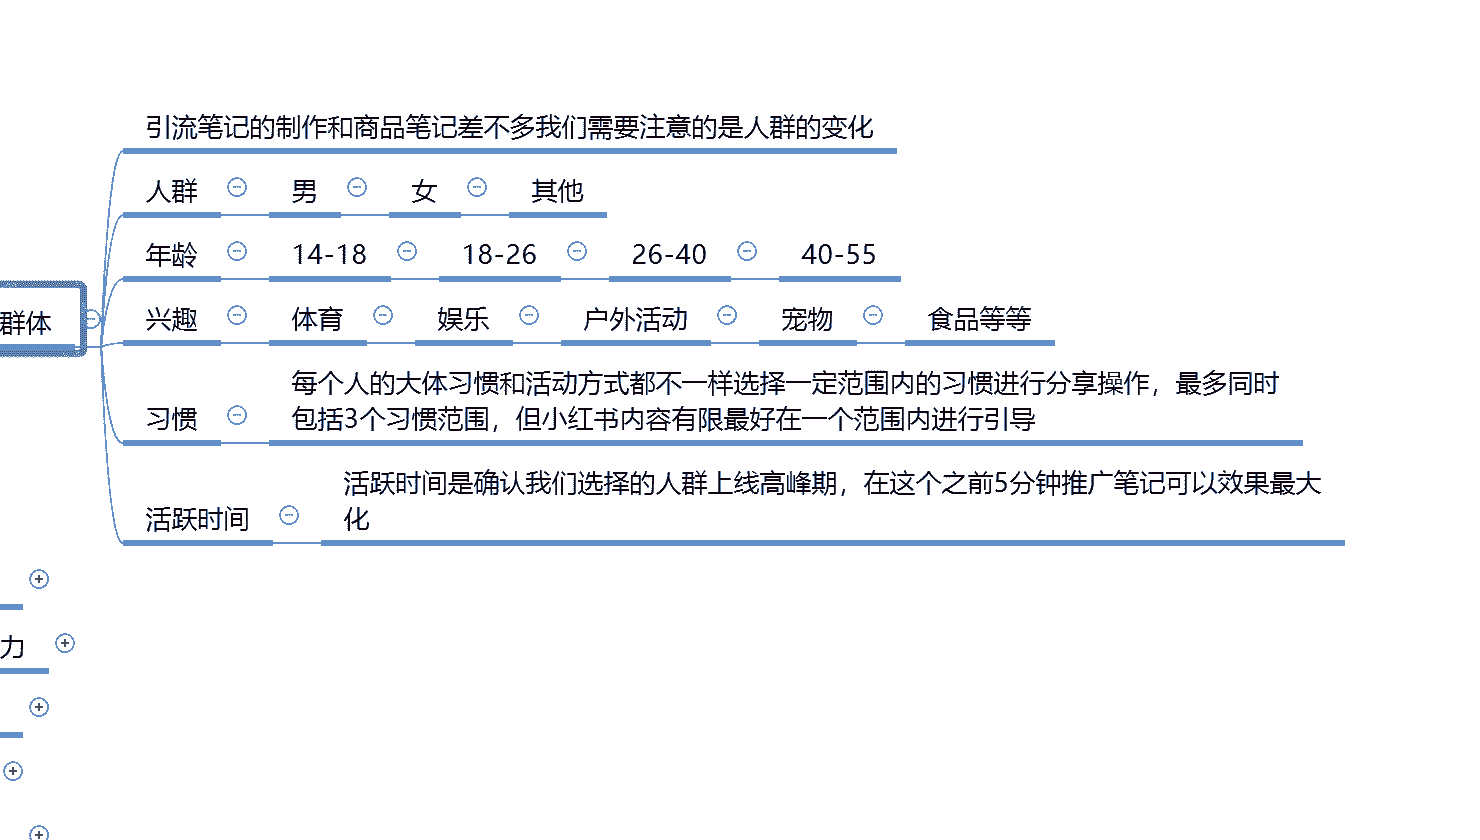 引流笔记的制作和商品笔记差不多我们需要注意的是人群的变化
人群 男 女 其他
年龄 14-18 18-26 26-40 40-55
群体
兴趣 体育 娱乐 户外活动 宠物 食品等等
每个人的大体习惯和活动方式都不一样选择一定范围内的习惯进行分享操作，最多同时
习惯 包括3个习惯范围，但小红书内容有限最好在一个范围内进行引导
活跃时间是确认我们选择的人群上线高峰期，在这个之前5分钟推广笔记可以效果最大
活跃时间 化
力